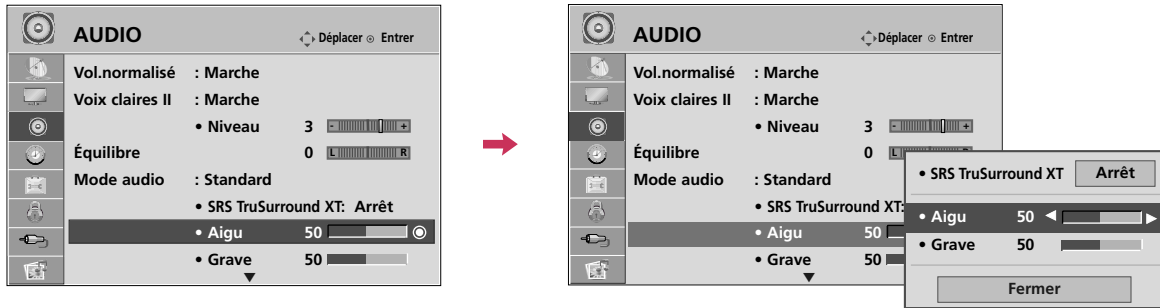 AUDIO
Déplacer Entrer
Vol.normalisé : Marche
Voix claires II : Marche
• Niveau 3 - +
Équilibre 0 L R
Mode audio : Standard
• SRS TruSurround XT: Arrêt
• Aigu 50
• Grave 50
AUDIO
Déplacer Entrer
Vol.normalisé : Marche
Voix claires II : Marche
• Niveau 3 - +
Équilibre 0 L
Mode audio : Standard
• SRS TruSurround XT:
• Aigu 50
• Grave 50
• SRS TruSurround XT Arrêt
• Aigu 50
• Grave 50
Fermer